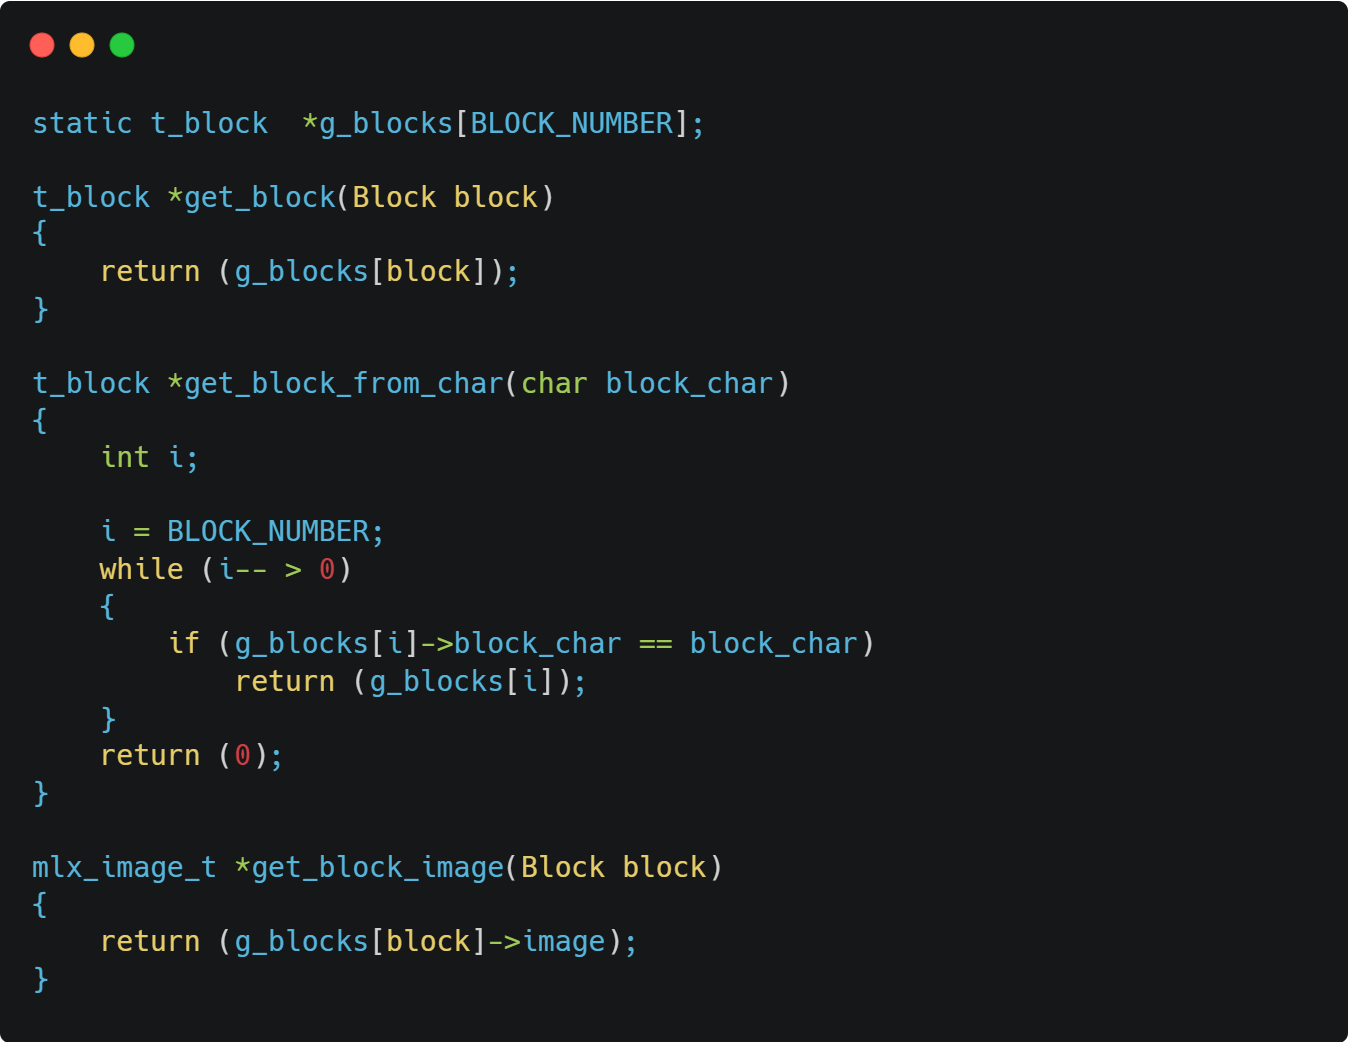 static t_block  *g_blocks[BLOCK_NUMBER];

t_block *get_block(Block block)
{
    return (g_blocks[block]);
}

t_block *get_block_from_char(char block_char)
{
    int i;

    i = BLOCK_NUMBER;
    while (i-- > 0)
    {
        if (g_blocks[i]->block_char == block_char)
            return (g_blocks[i]);
    }
    return (0);
}

mlx_image_t *get_block_image(Block block)
{
    return (g_blocks[block]->image);
}